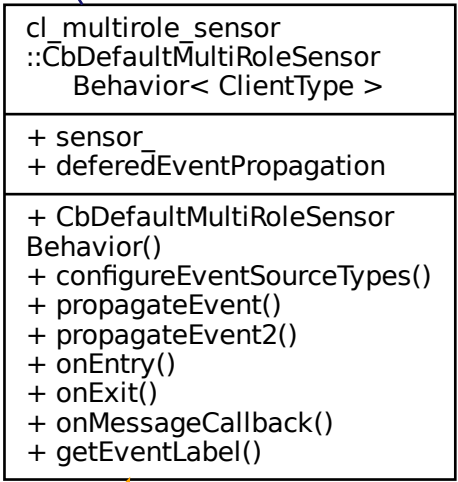 cl_multirole_sensor
::CbDefaultMultiRoleSensor
Behavior< ClientType >
+ sensor_
+ deferedEventPropagation
+ CbDefaultMultiRoleSensor
Behavior()
+ configureEventSourceTypes()
+ propagateEvent()
+ propagateEvent2()
+ onEntry()
+ onExit()
+ onMessageCallback()
+ getEventLabel()